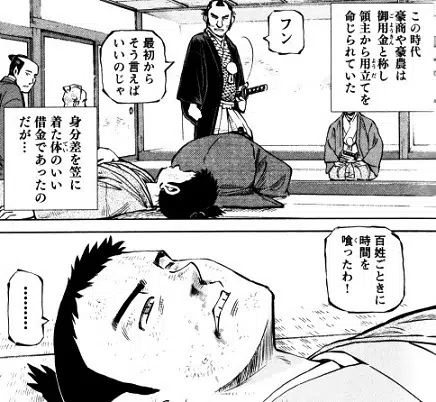 この時代
豪商や豪農は
御用金と称し
領主から用立てを
命じられていた
フン
最初から
そう言えば
いいのじゃ
身分差を笠に
着た体のいい
借金であったの
だが…
百姓ごときに
時間を
喰ったわ!
………